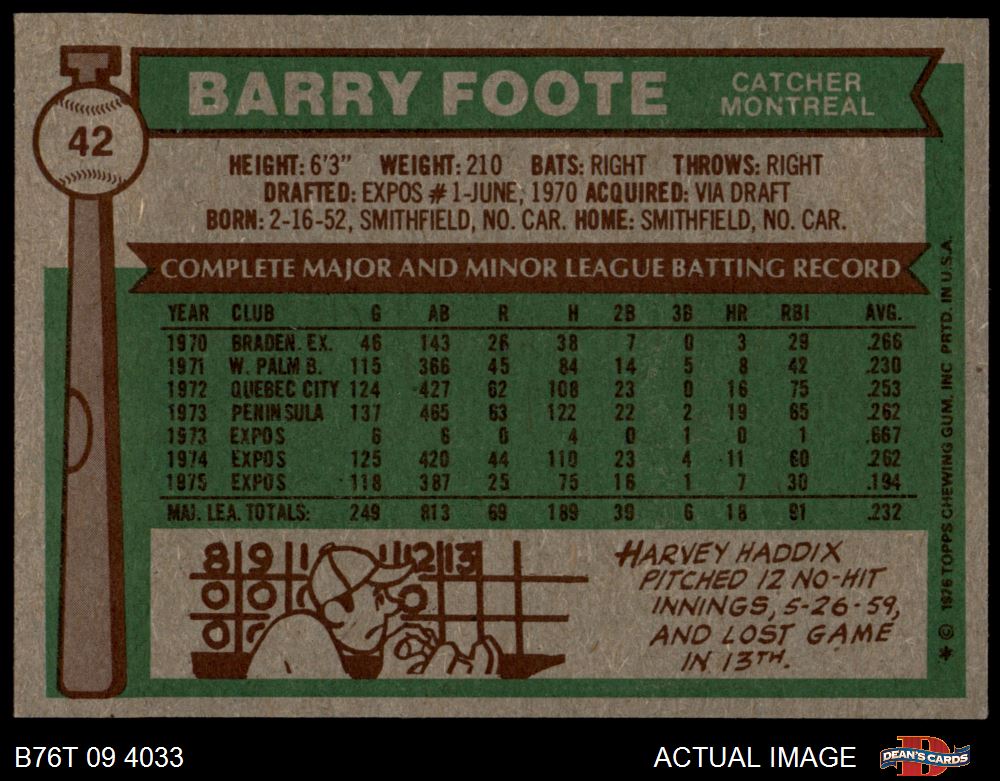 BARRY FOOTE
CATCHER
MONTREAL
42
HEIGHT: 6'3" WEIGHT: 210 BATS: RIGHT THROWS: RIGHT
DRAFTED: EXPOS #1-JUNE, 1970 ACQUIRED: VIA DRAFT
BORN: 2-16-52, SMITHFIELD, NO. CAR. HOME: SMITHFIELD, NO. CAR.
COMPLETE MAJOR AND MINOR LEAGUE BATTING RECORD
YEAR CLUB G AB R H 2B 3B HR RBI AVG.
1970 BRADEN. EX. 46 143 26 38 7 0 3 29 .266
1971 W. PALM B. 115 366 45 84 14 5 8 42 .230
1972 QUEBEC CITY 124 427 62 108 23 0 16 75 .253
1973 PENINSULA 137 465 63 122 22 2 19 65 .262
1973 EXPOS 6 6 0 4 0 1 0 1 .667
1974 EXPOS 125 420 44 110 23 4 11 60 .262
1975 EXPOS 118 387 25 75 16 1 7 30 .194
MAJ. LEA. TOTALS: 249 813 69 189 39 6 18 91 .232
8 9 1 11 12 13
0 0 0
0 0
HARVEY HADDIX
PITCHED 12 NO-HIT
INNINGS, 5-26-59,
AND LOST GAME
IN 13TH.
* © 1976 TOPPS CHEWING GUM, INC PRTD. IN U.S.A.
B76T 09 4033
ACTUAL IMAGE
D
DEAN'S CARDS